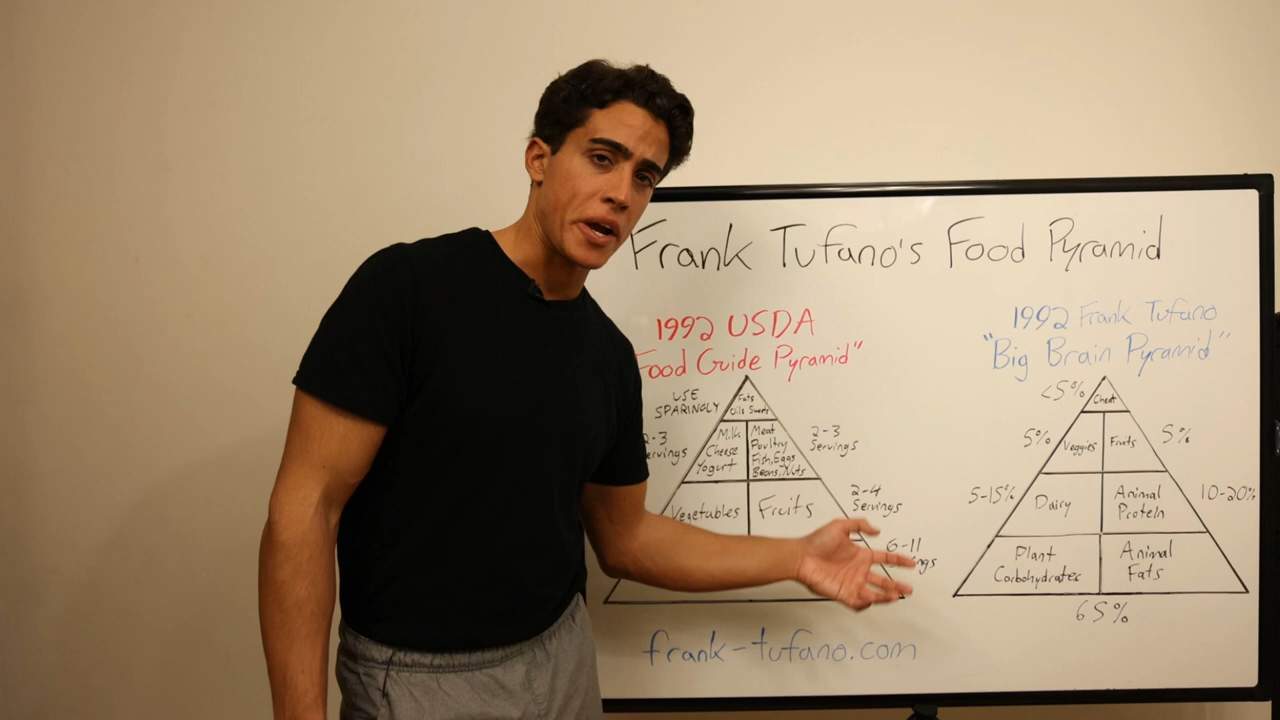 Frank Tufano's Food Pyramid
1992 USDA
Food Guide Pyramid"
USE
SPARINGLY
Fats
Oils Sweets
2-3
Servings
Milk
Cheese
Yogurt
Meat
Poultry
Fish, Eggs
Beans, Nuts
2-3
Servings
Vegetables
Fruits
2-4
Servings
6-11
1992 Frank Tufano
"Big Brain Pyramid"
<5%
Cheat
5%
Veggies
Fruits
5%
5-15%
Dairy
Animal
Protein
10-20%
Plant
Carbohydrates
Animal
Fats
65%
frank-tufano.com